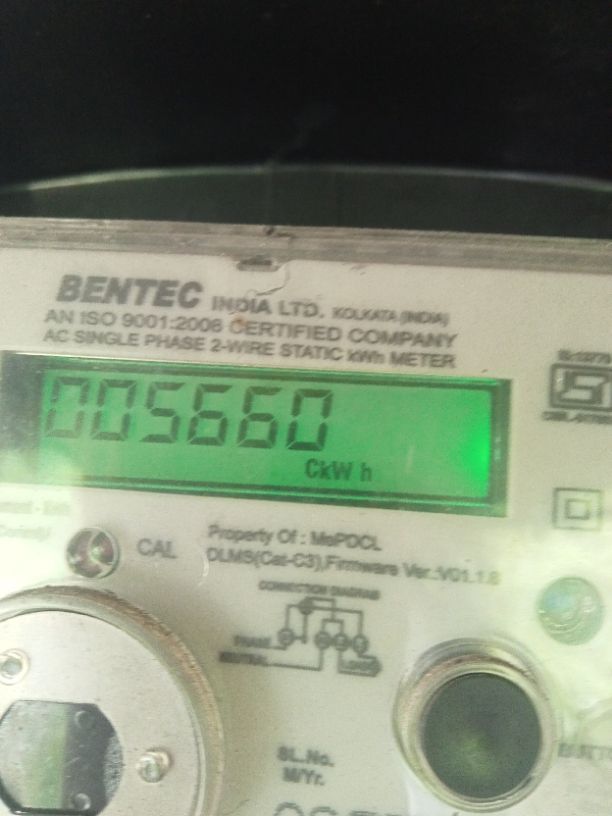 BENTEC INDIA LTD. KOLKATA (INDIA)
AN ISO 9001:2008 CERTIFIED COMPANY
AC SINGLE PHASE 2-WIRE STATIC kWh METER
005660
CkWh
CAL
Property Of : MePDCL
DLMS(Cat-C3),Firmware Ver.:V01.1.8
CONNECTION DIAGRAM
PHASE
NEUTRAL
LOAD
SL.No.
M/Yr.